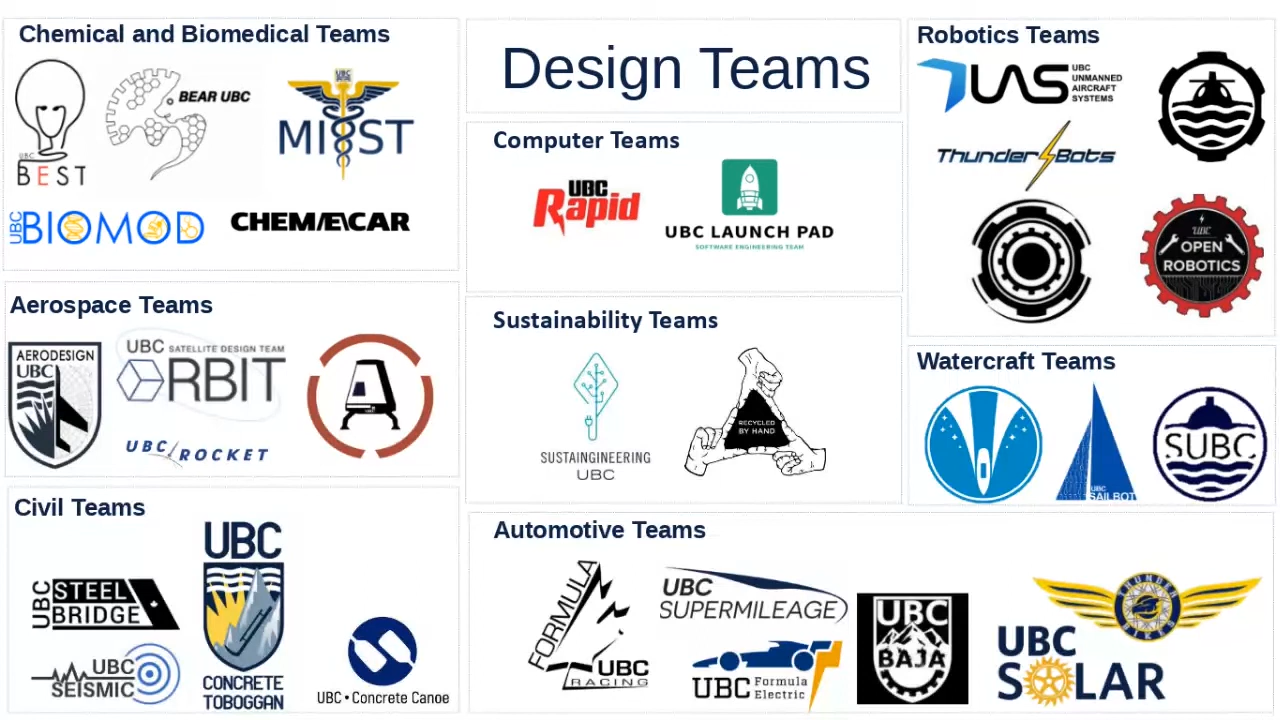 Chemical and Biomedical Teams
UBC
BEST
BEAR UBC
UBC
MIST
UBC
BIOMOD
CHEM/E\CAR
Design Teams
Computer Teams
UBC
Rapid
UBC LAUNCH PAD
SOFTWARE ENGINEERING TEAM
Robotics Teams
UAS
UBC
UNMANNED
AIRCRAFT
SYSTEMS
ThunderBots
UBC
OPEN
ROBOTICS
Aerospace Teams
AERODESIGN
UBC
UBC SATELLITE DESIGN TEAM
ORBIT
UBC ROCKET
Sustainability Teams
SUSTAINGINEERING
UBC
RECYCLED
BY HAND
Watercraft Teams
UBC
SAILBOT
SUBC
Civil Teams
UBC
STEEL
BRIDGE
UBC
SEISMIC
UBC
CONCRETE
TOBOGGAN
UBC • Concrete Canoe
Automotive Teams
FORMULA
UBC
RACING
UBC
SUPERMILEAGE
UBC Formula
Electric
UBC
BAJA
THUNDER
BIKES
UBC
SOLAR